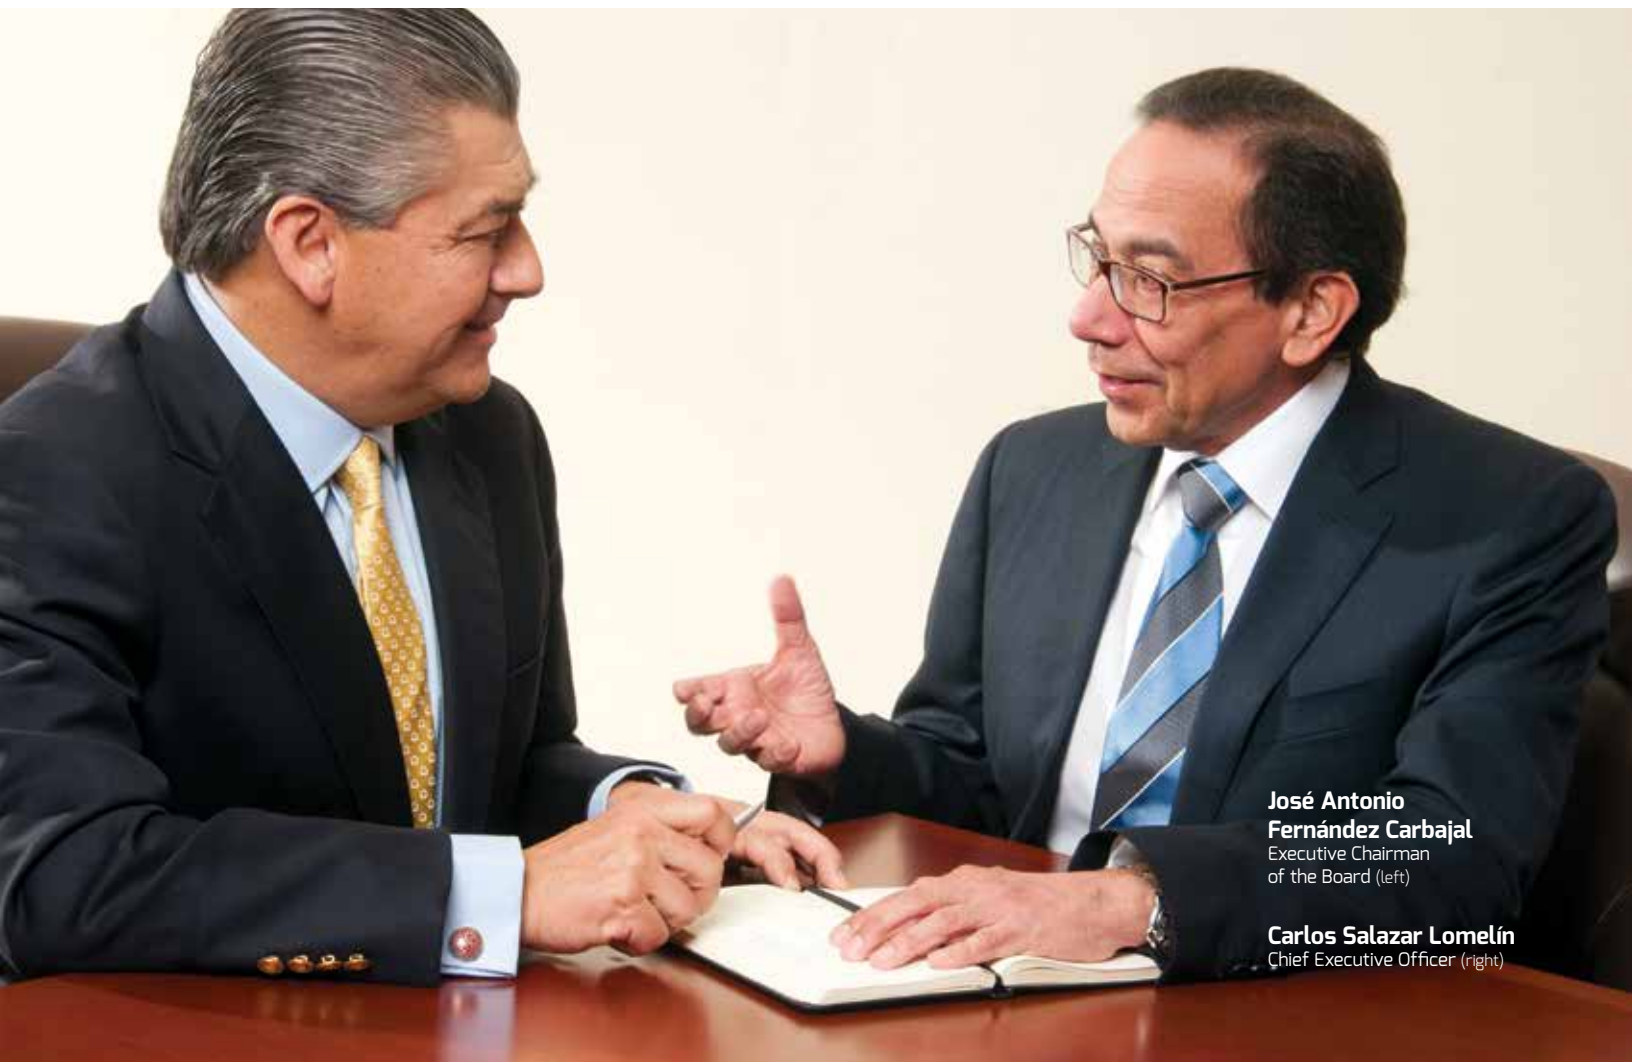 José Antonio
Fernández Carbajal
Executive Chairman
of the Board (left)
Carlos Salazar Lomelín
Chief Executive Officer (right)